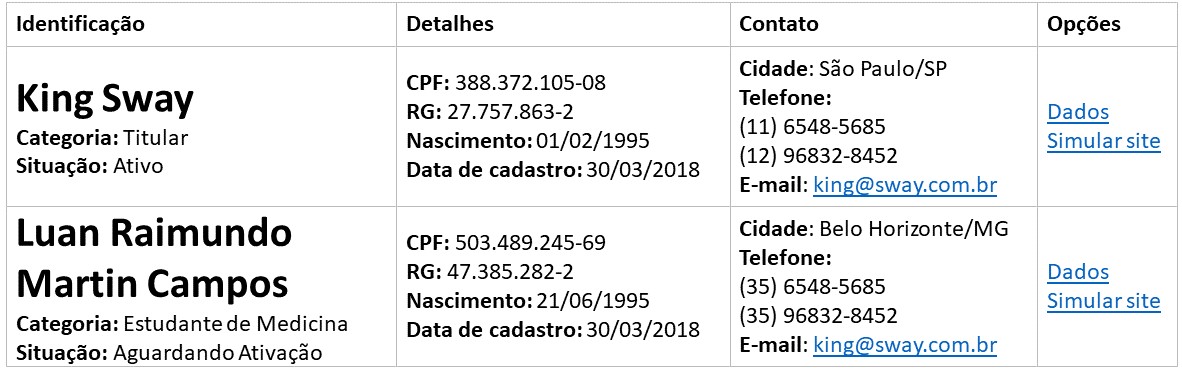 Identificação
Detalhes
Contato
Opções
King Sway
Categoria: Titular
Situação: Ativo
CPF: 388.372.105-08
RG: 27.757.863-2
Nascimento: 01/02/1995
Data de cadastro: 30/03/2018
Cidade: São Paulo/SP
Telefone:
(11) 6548-5685
(12) 96832-8452
E-mail: king@sway.com.br
Dados
Simular site
Luan Raimundo
Martin Campos
Categoria: Estudante de Medicina
Situação: Aguardando Ativação
CPF: 503.489.245-69
RG: 47.385.282-2
Nascimento: 21/06/1995
Data de cadastro: 30/03/2018
Cidade: Belo Horizonte/MG
Telefone:
(35) 6548-5685
(35) 96832-8452
E-mail: king@sway.com.br
Dados
Simular site